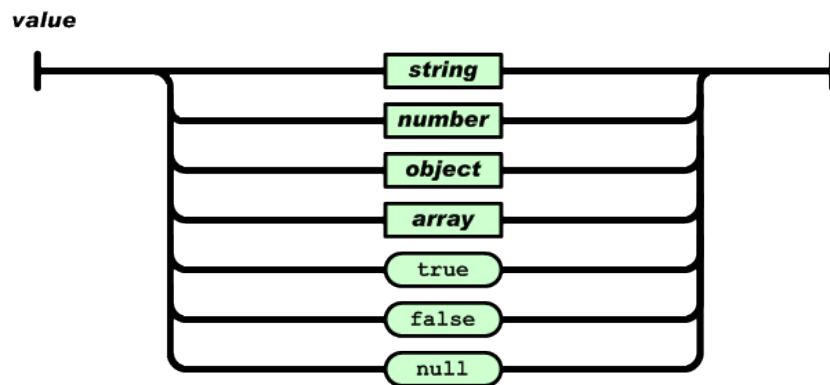 value
string
number
object
array
true
false
null